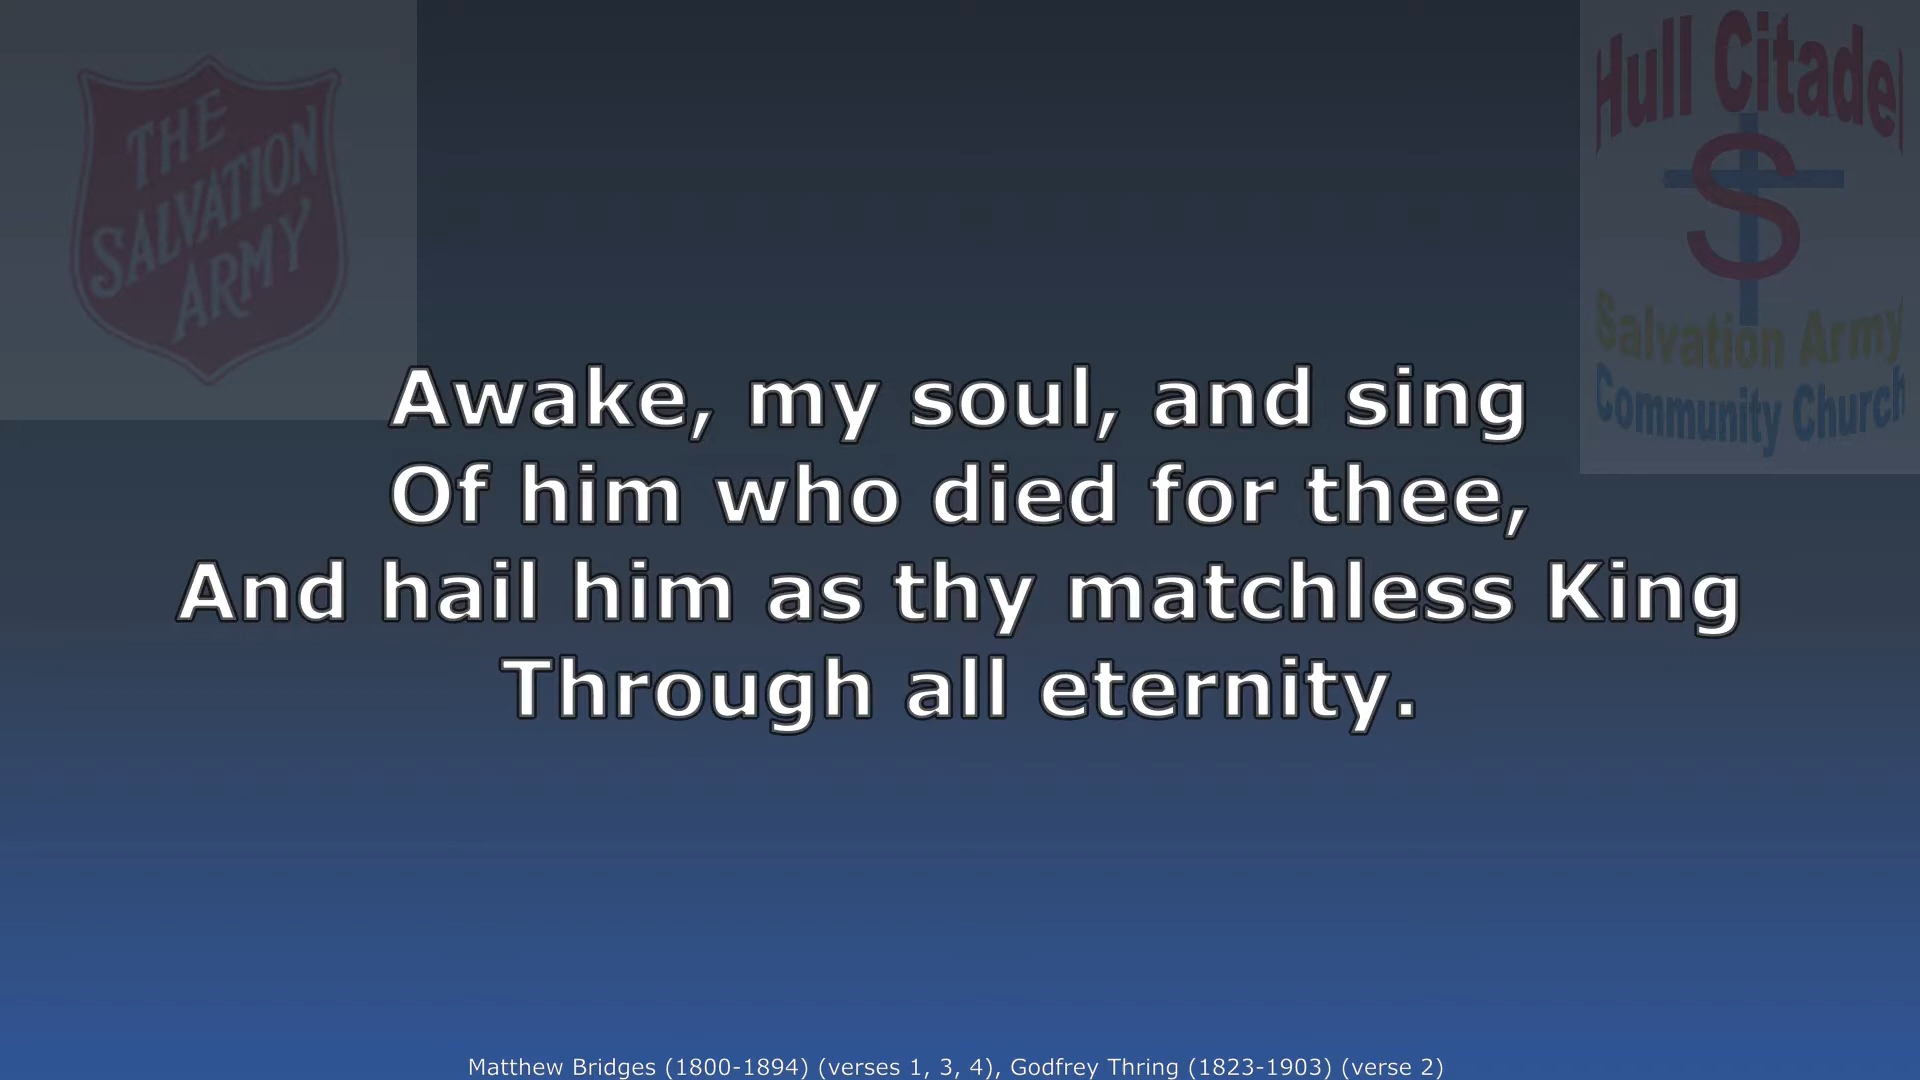 THE
SALVATION
ARMY
Hull Citadel
S
Salvation Army
Community Church
Awake, my soul, and sing
Of him who died for thee,
And hail him as thy matchless King
Through all eternity.
Matthew Bridges (1800-1894) (verses 1, 3, 4), Godfrey Thring (1823-1903) (verse 2)